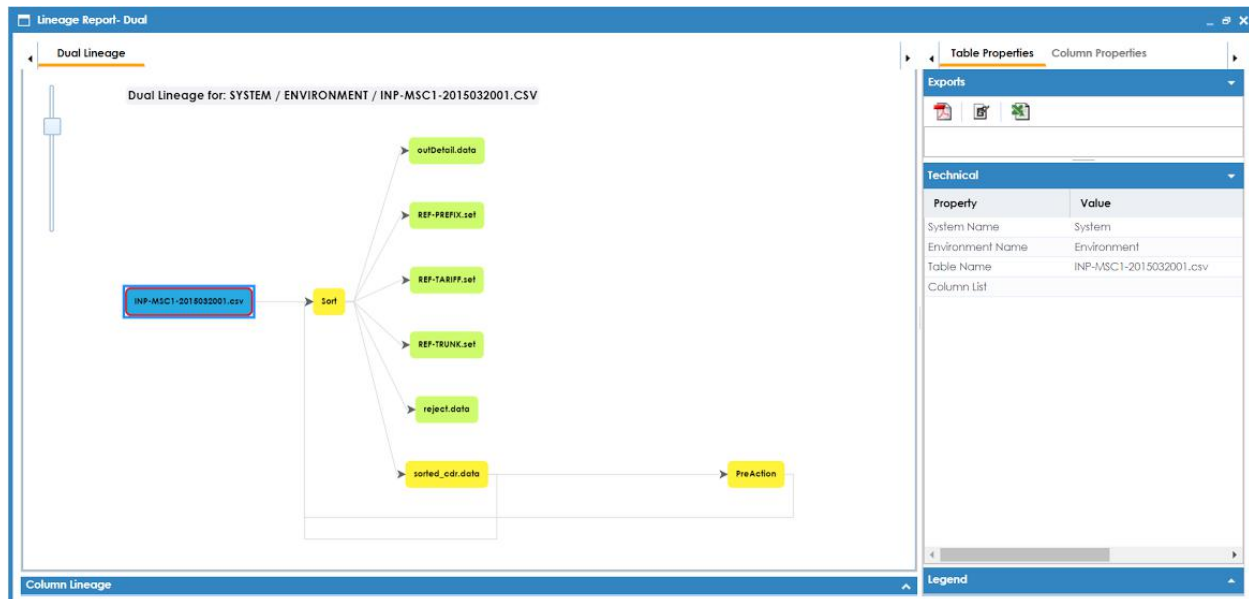 Lineage Report- Dual
Dual Lineage
Dual Lineage for: SYSTEM / ENVIRONMENT / INP-MSC1-2015032001.CSV
outDetail.data
REF-PREFIX.set
REF-TARIFF.set
INP-MSC1-2015032001.csv
Sort
REF-TRUNK.set
reject.data
sorted_cdr.data
PreAction
Column Lineage
Table Properties
Column Properties
Exports
Technical
Property Value
System Name System
Environment Name Environment
Table Name INP-MSC1-2015032001.csv
Column List
Legend